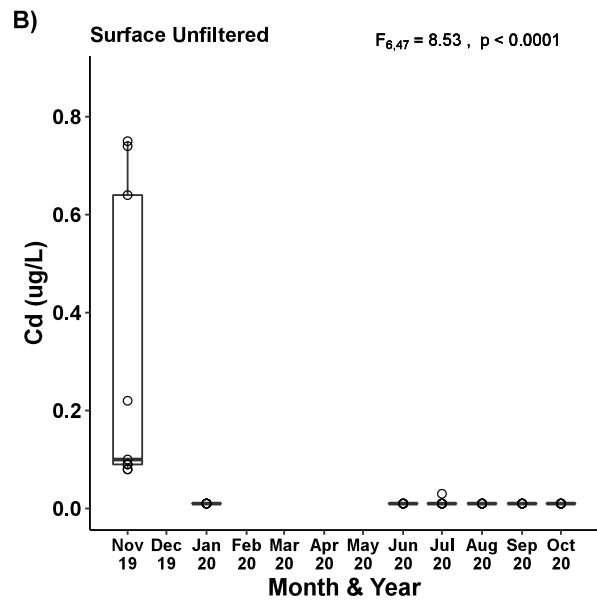 B)
Surface Unfiltered
F6,47 = 8.53 , p < 0.0001
Cd (ug/L)
0.8
0.6
0.4
0.2
0.0
Nov Dec Jan Feb Mar Apr May Jun Jul Aug Sep Oct
19 19 20 20 20 20 20 20 20 20 20 20
Month & Year